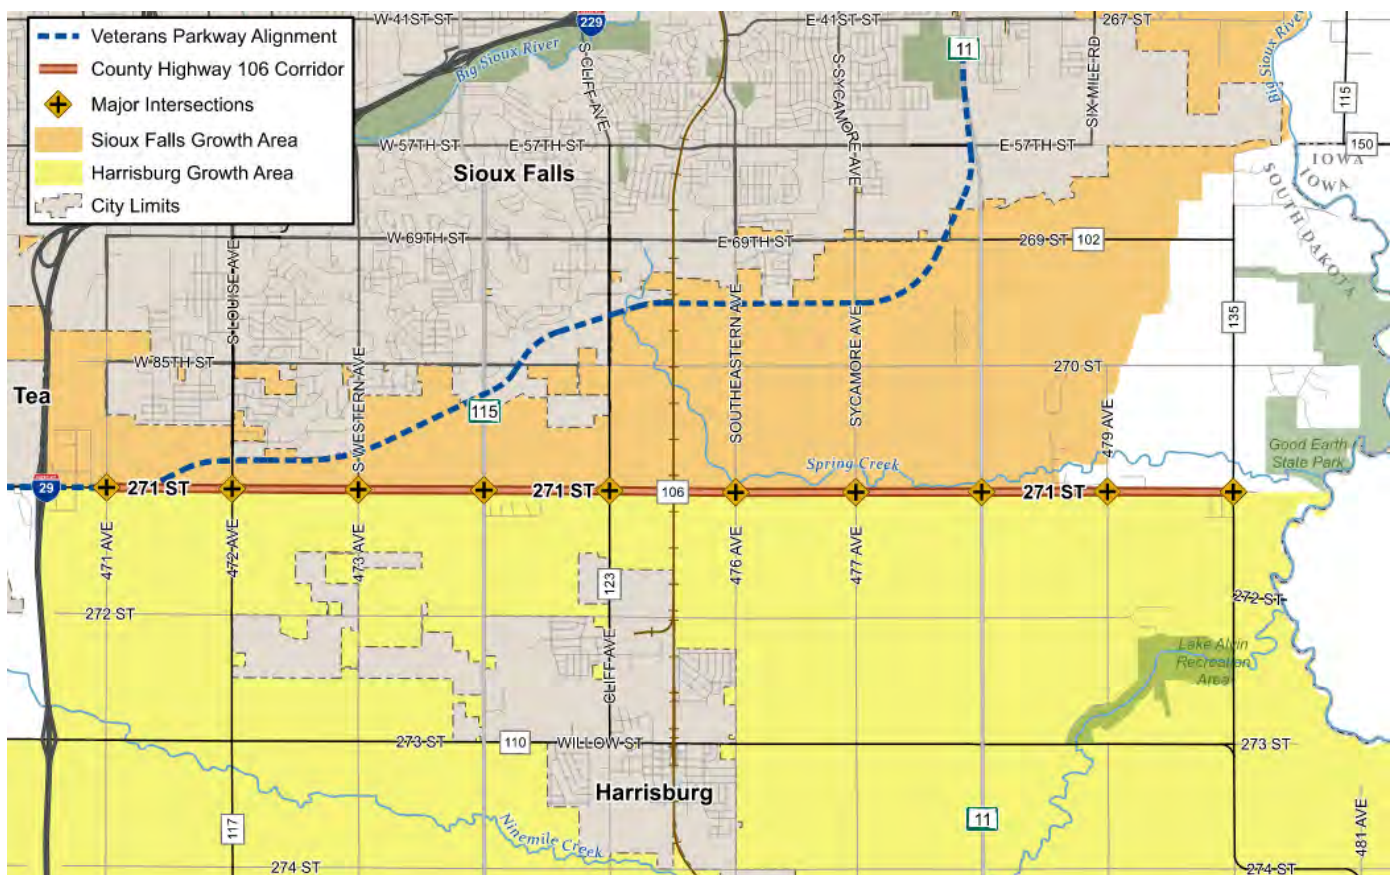 Veterans Parkway Alignment
County Highway 106 Corridor
Major Intersections
Sioux Falls Growth Area
Harrisburg Growth Area
City Limits
W 41ST ST
229
E 41ST ST
267 ST
11
Big Sioux River
S CLIFF AVE
S SYCAMORE AVE
SIX MILE RD
Big Sioux River
115
150
W 57TH ST
E 57TH ST
E 57TH ST
IOWA
IOWA
SOUTH DAKOTA
Sioux Falls
W 69TH ST
E 69TH ST
269 ST
102
S LOUISE AVE
135
W 85TH ST
270 ST
Tea
S WESTERN AVE
115
SOUTHEASTERN AVE
SYCAMORE AVE
479 AVE
Good Earth
State Park
Spring Creek
29
271 ST
271 ST
106
271 ST
471 AVE
472 AVE
473 AVE
123
476 AVE
477 AVE
272 ST
272 ST
CLIFF AVE
Lake Alvin
Recreation
Area
273 ST
110
WILLOW ST
273 ST
Harrisburg
117
Ninemile Creek
11
481 AVE
274 ST
274 ST